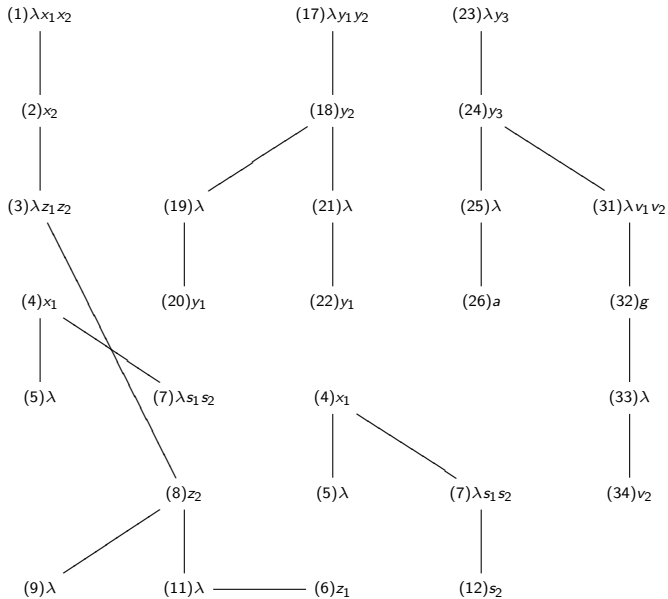 (1)λx₁x₂ (17)λy₁y₂ (23)λy₃
(2)x₂ (18)y₂ (24)y₃
(3)λz₁z₂ (19)λ (21)λ (25)λ (31)λv₁v₂
(4)x₁ (20)y₁ (22)y₁ (26)a (32)g
(5)λ (7)λs₁s₂ (4)x₁ (33)λ
(8)z₂ (5)λ (7)λs₁s₂ (34)v₂
(9)λ (11)λ (6)z₁ (12)s₂